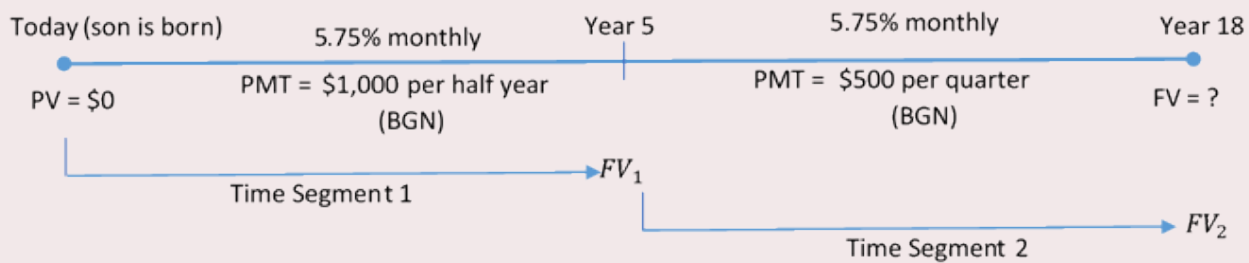 Today (son is born)
5.75% monthly
Year 5
5.75% monthly
Year 18
PV = $0
PMT = $1,000 per half year
(BGN)
PMT = $500 per quarter
(BGN)
FV = ?
FV₁
Time Segment 1
FV₂
Time Segment 2